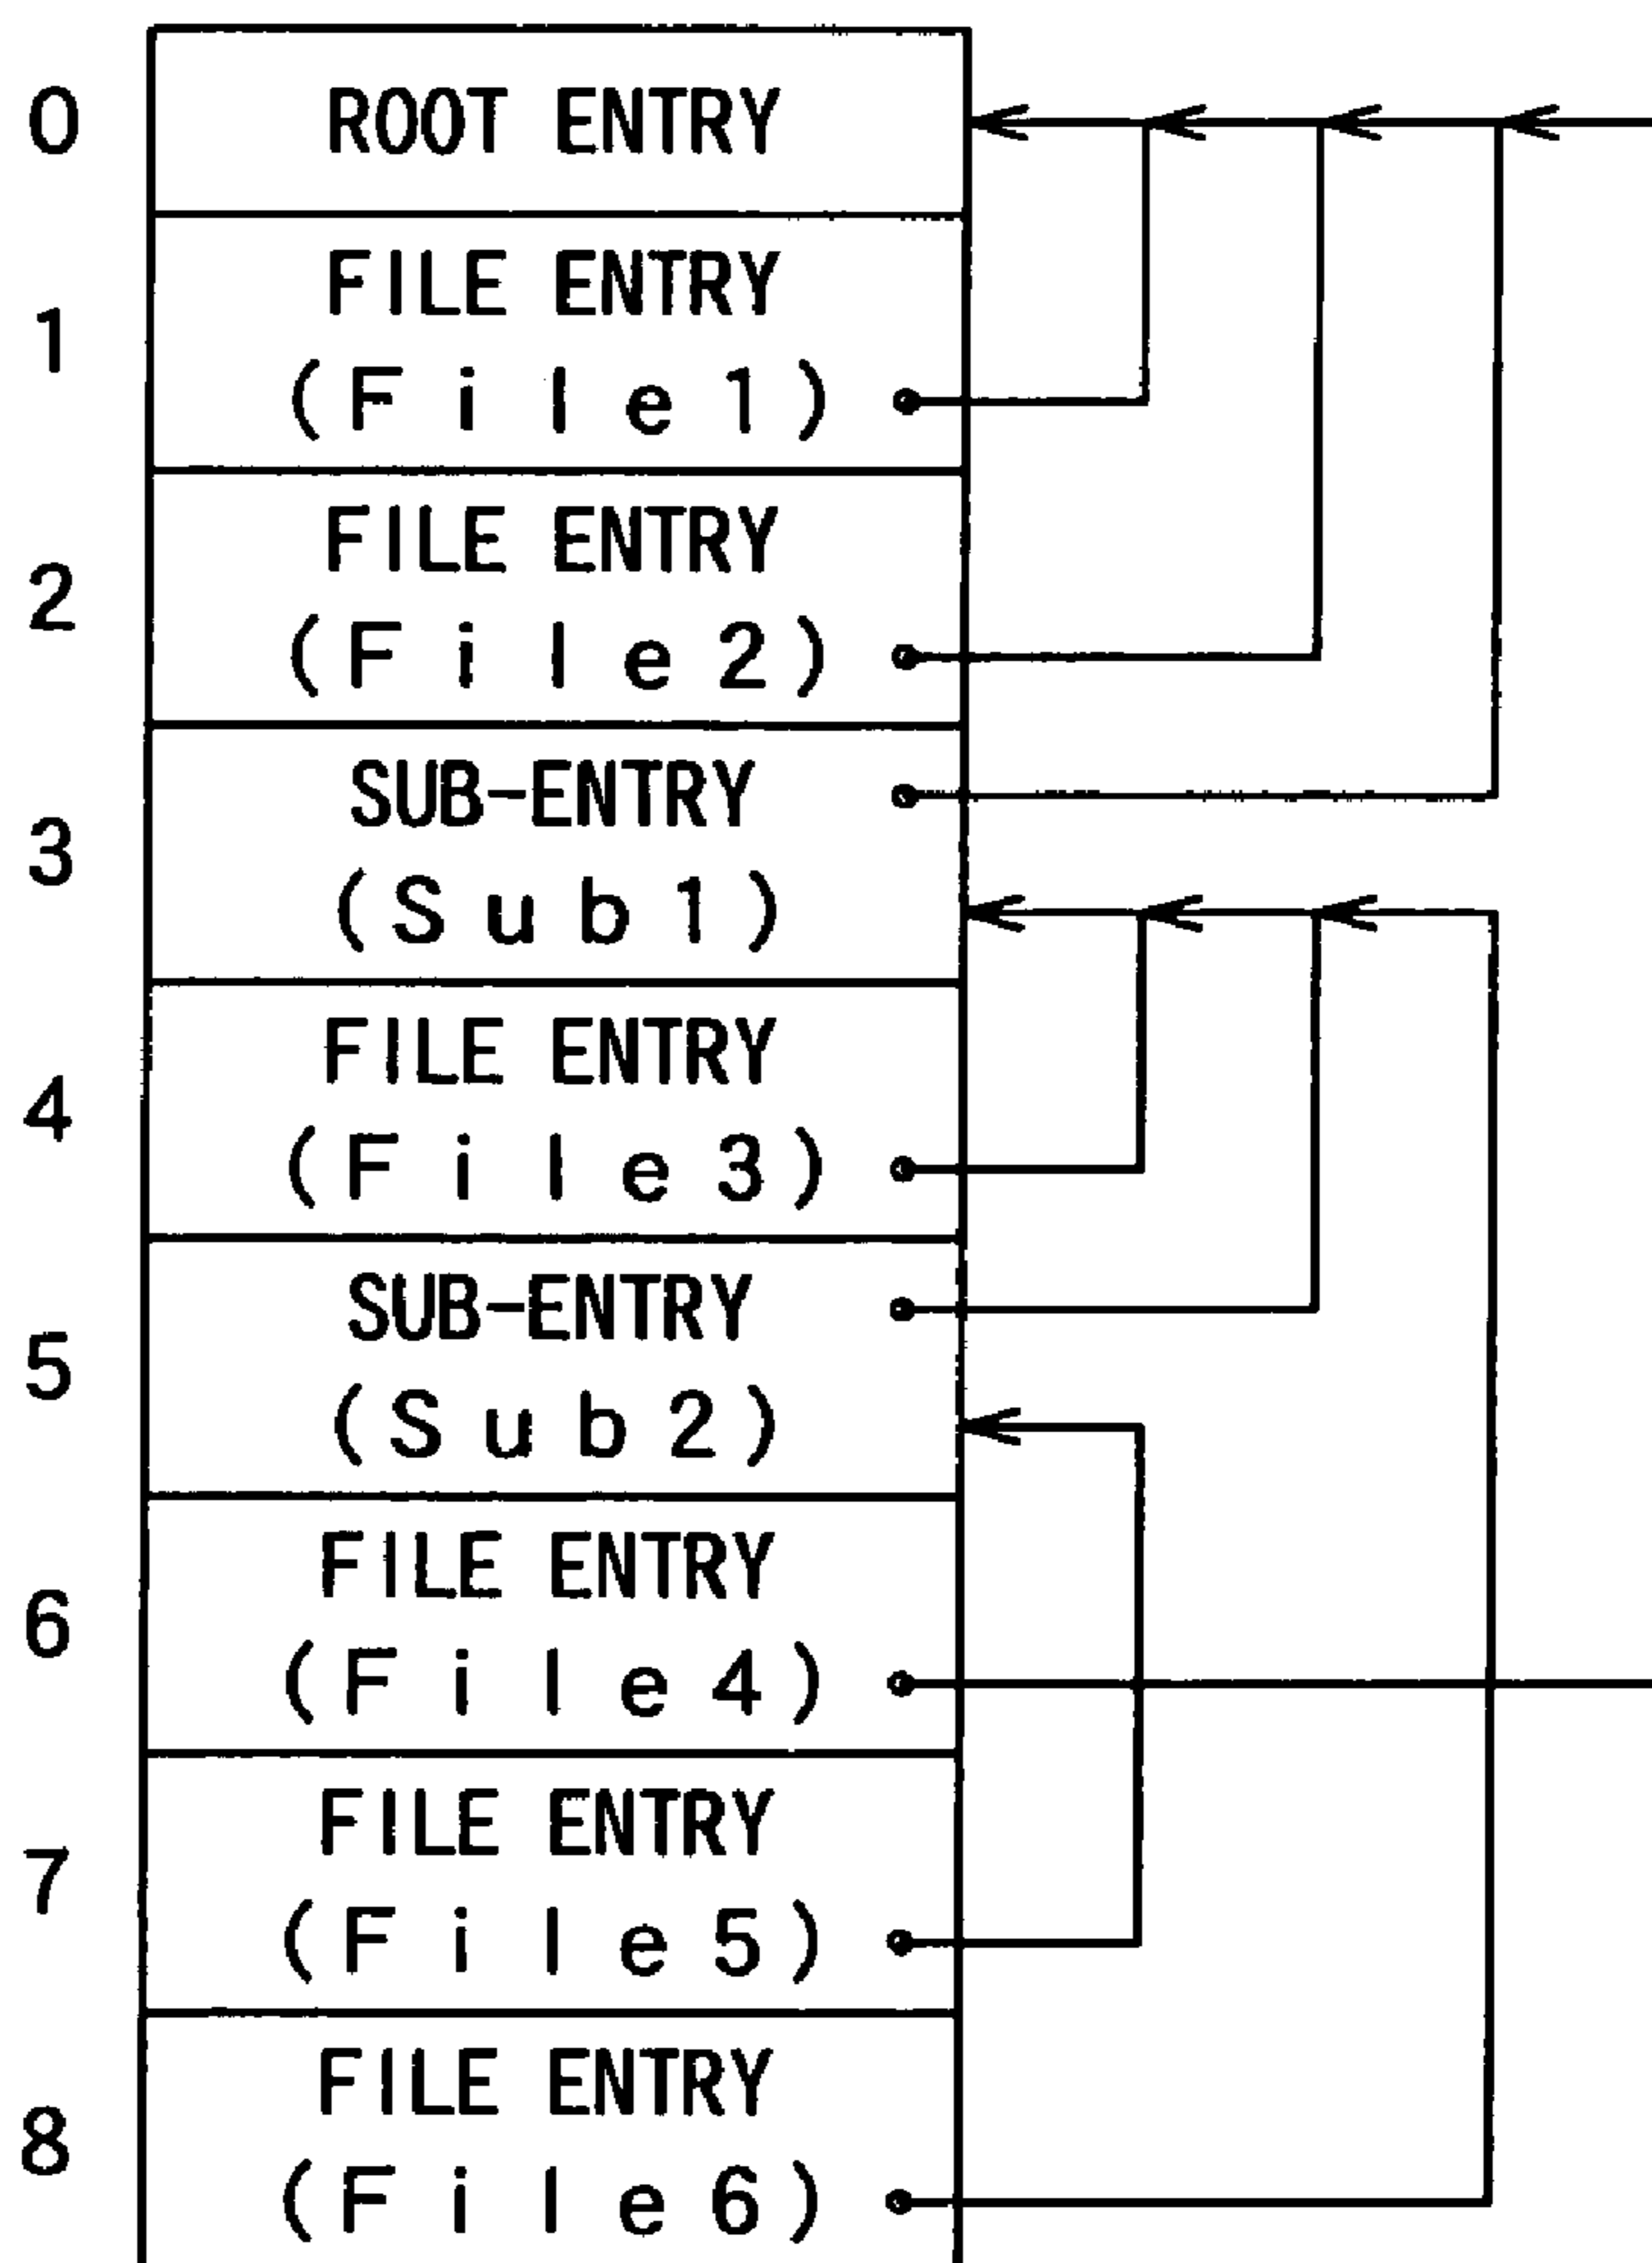 0
ROOT ENTRY
1
FILE ENTRY
(File1)
2
FILE ENTRY
(File2)
3
SUB-ENTRY
(Sub1)
4
FILE ENTRY
(File3)
5
SUB-ENTRY
(Sub2)
6
FILE ENTRY
(File4)
7
FILE ENTRY
(File5)
8
FILE ENTRY
(File6)